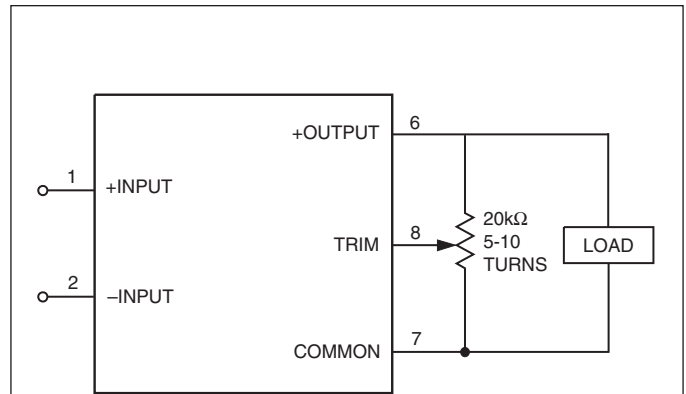 6
+OUTPUT
1
+INPUT
20kΩ
5-10
TURNS
8
TRIM
LOAD
2
–INPUT
7
COMMON